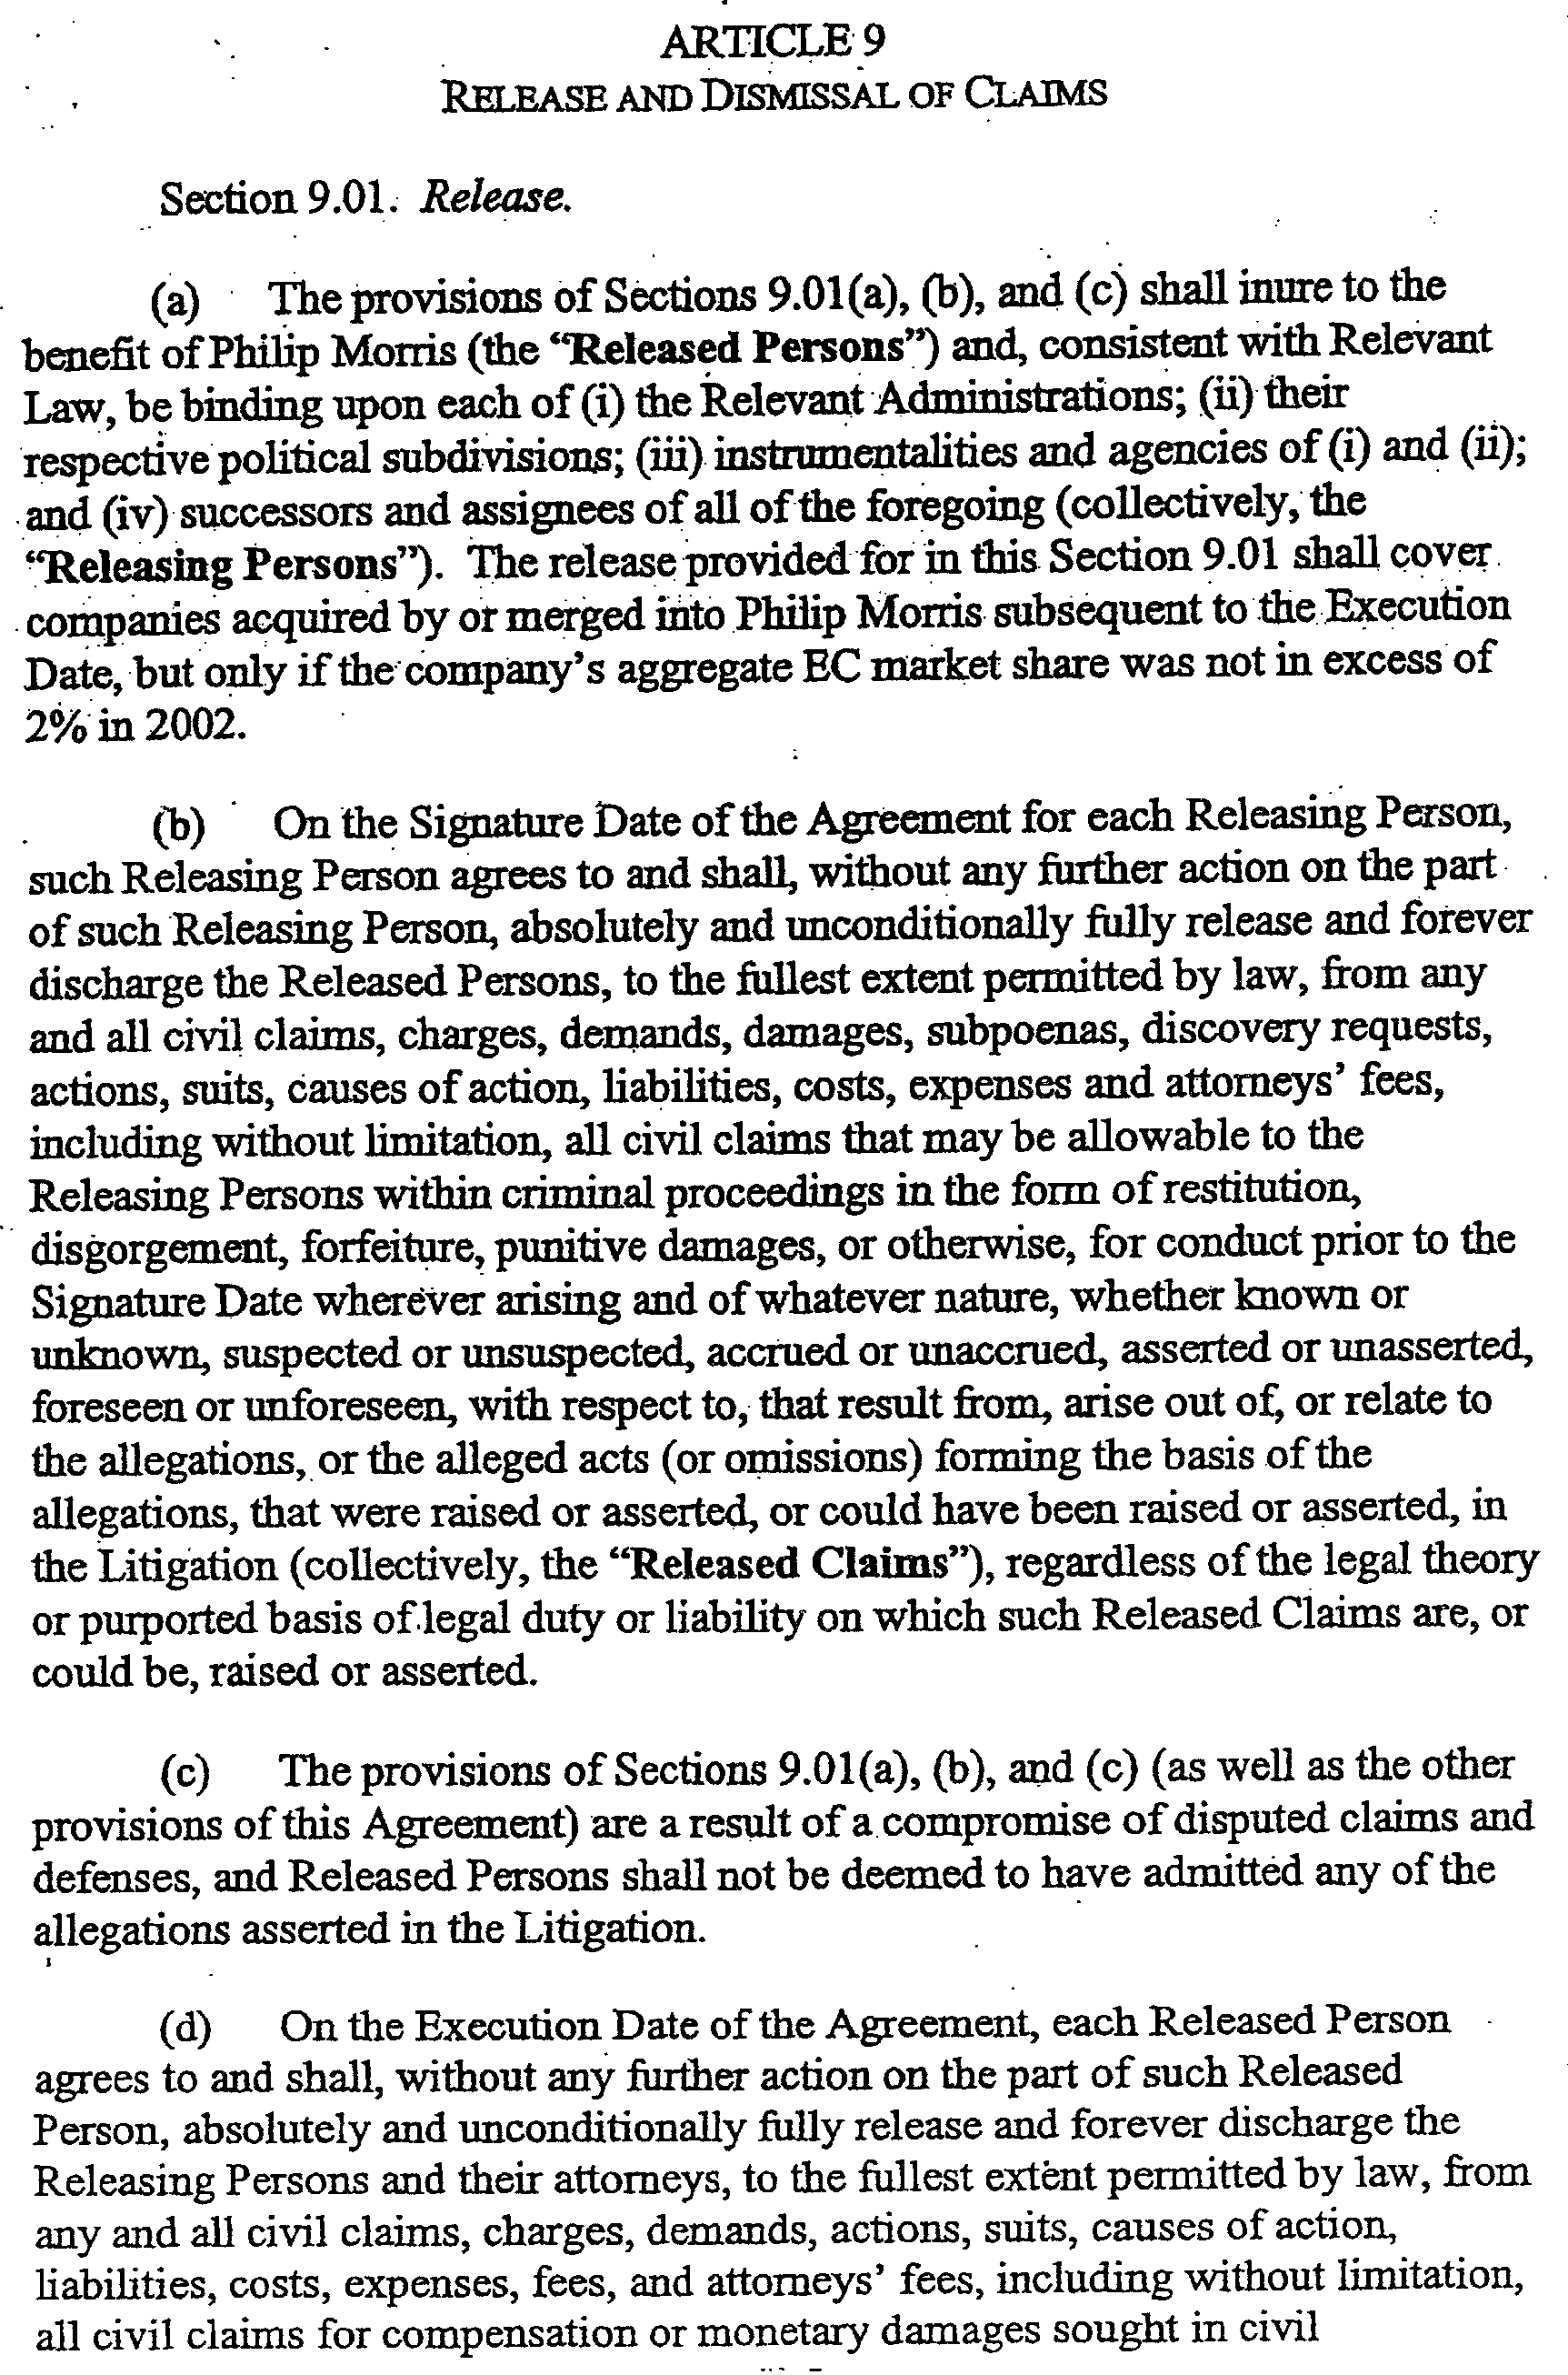 ARTICLE 9
RELEASE AND DISMISSAL OF CLAIMS
Section 9.01. Release.
(a) The provisions of Sections 9.01(a), (b), and (c) shall inure to the
benefit of Philip Morris (the “Released Persons”) and, consistent with Relevant
Law, be binding upon each of (i) the Relevant Administrations; (ii) their
respective political subdivisions; (iii) instrumentalities and agencies of (i) and (ii);
and (iv) successors and assignees of all of the foregoing (collectively, the
“Releasing Persons”). The release provided for in this Section 9.01 shall cover
companies acquired by or merged into Philip Morris subsequent to the Execution
Date, but only if the company’s aggregate EC market share was not in excess of
2% in 2002.
(b) On the Signature Date of the Agreement for each Releasing Person,
such Releasing Person agrees to and shall, without any further action on the part
of such Releasing Person, absolutely and unconditionally fully release and forever
discharge the Released Persons, to the fullest extent permitted by law, from any
and all civil claims, charges, demands, damages, subpoenas, discovery requests,
actions, suits, causes of action, liabilities, costs, expenses and attorneys’ fees,
including without limitation, all civil claims that may be allowable to the
Releasing Persons within criminal proceedings in the form of restitution,
disgorgement, forfeiture, punitive damages, or otherwise, for conduct prior to the
Signature Date wherever arising and of whatever nature, whether known or
unknown, suspected or unsuspected, accrued or unaccrued, asserted or unasserted,
foreseen or unforeseen, with respect to, that result from, arise out of, or relate to
the allegations, or the alleged acts (or omissions) forming the basis of the
allegations, that were raised or asserted, or could have been raised or asserted, in
the Litigation (collectively, the “Released Claims”), regardless of the legal theory
or purported basis of legal duty or liability on which such Released Claims are, or
could be, raised or asserted.
(c) The provisions of Sections 9.01(a), (b), and (c) (as well as the other
provisions of this Agreement) are a result of a compromise of disputed claims and
defenses, and Released Persons shall not be deemed to have admitted any of the
allegations asserted in the Litigation.
(d) On the Execution Date of the Agreement, each Released Person
agrees to and shall, without any further action on the part of such Released
Person, absolutely and unconditionally fully release and forever discharge the
Releasing Persons and their attorneys, to the fullest extent permitted by law, from
any and all civil claims, charges, demands, actions, suits, causes of action,
liabilities, costs, expenses, fees, and attorneys’ fees, including without limitation,
all civil claims for compensation or monetary damages sought in civil